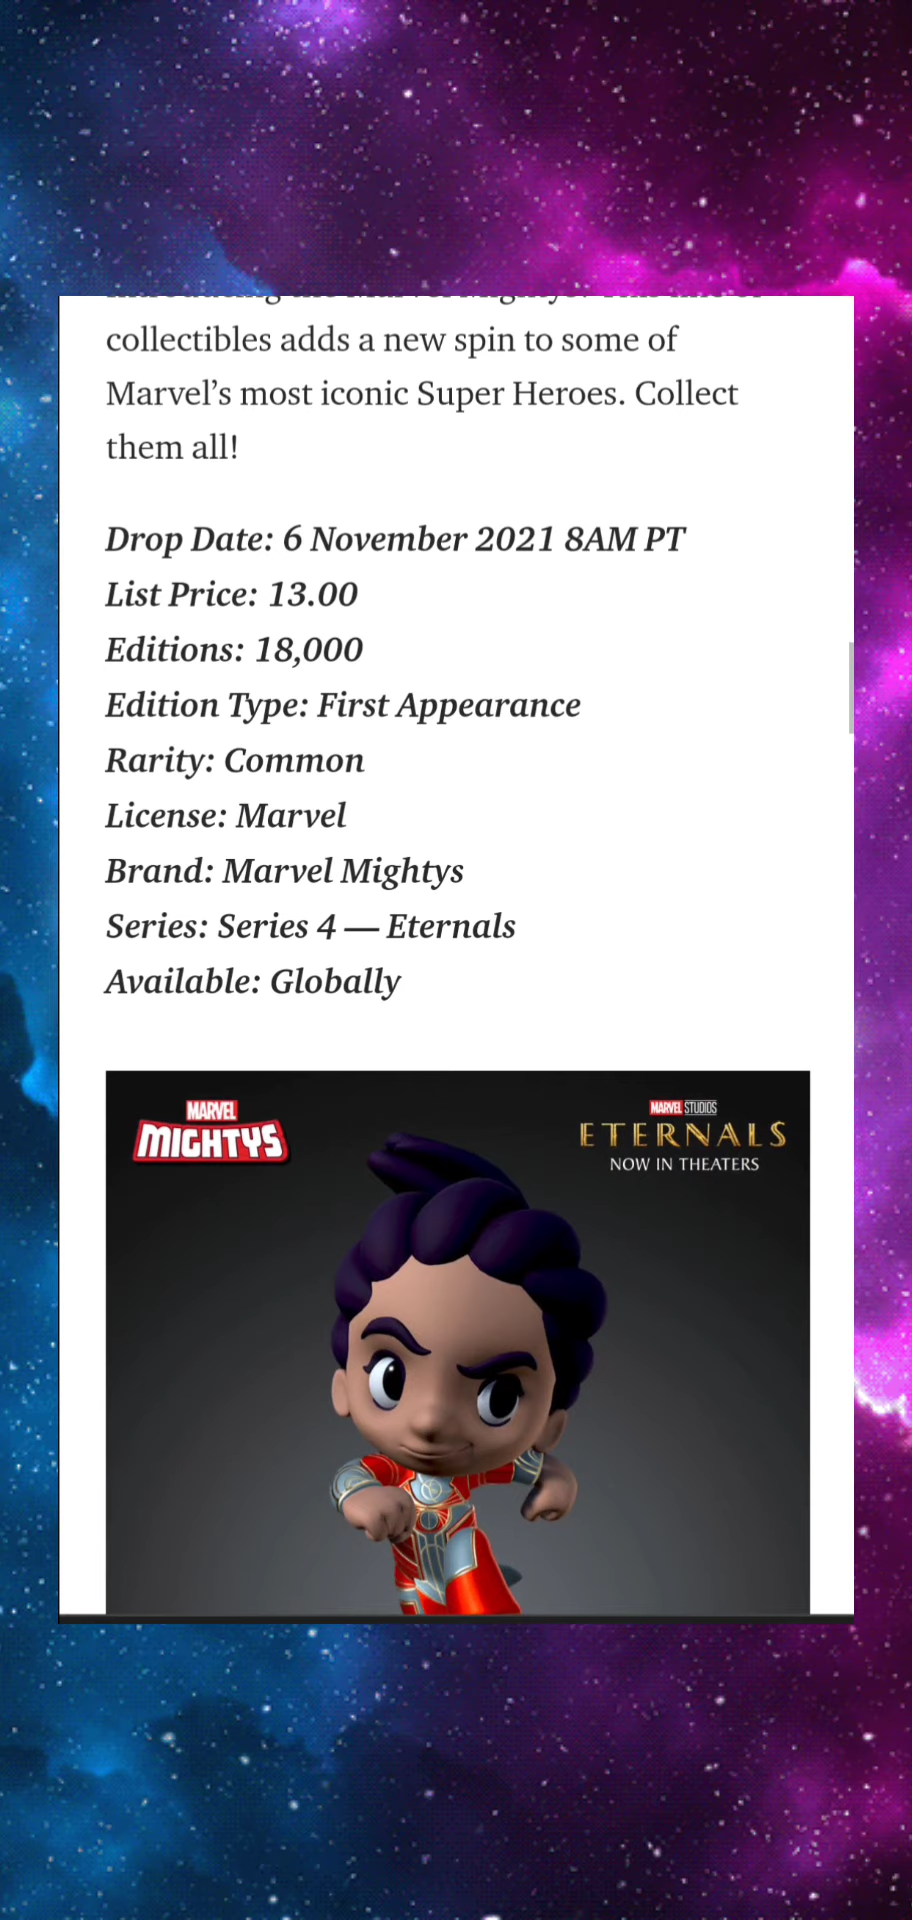 collectibles adds a new spin to some of
Marvel’s most iconic Super Heroes. Collect
them all!
Drop Date: 6 November 2021 8AM PT
List Price: 13.00
Editions: 18,000
Edition Type: First Appearance
Rarity: Common
License: Marvel
Brand: Marvel Mightys
Series: Series 4 — Eternals
Available: Globally
MARVEL
MIGHTYS
MARVEL STUDIOS
ETERNALS
NOW IN THEATERS